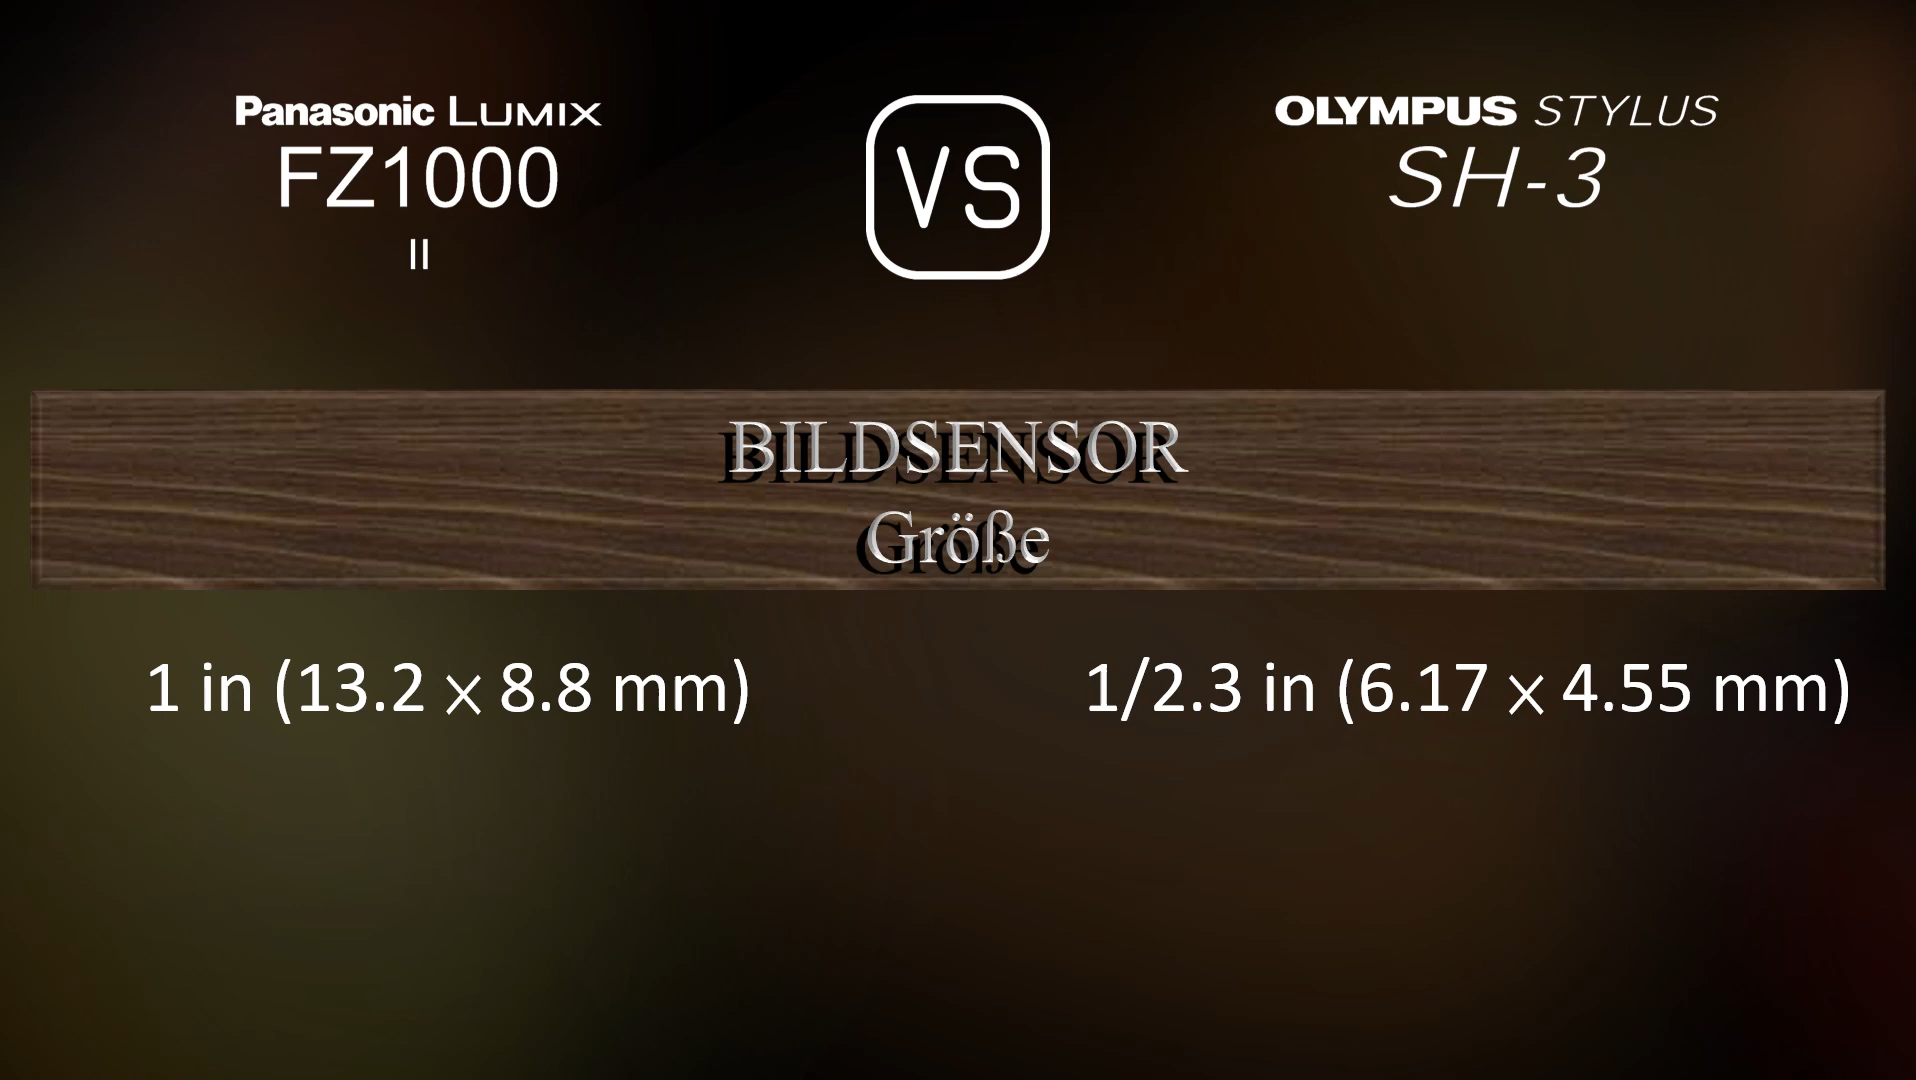 Panasonic LUMIX
FZ1000
II
VS
OLYMPUS STYLUS
SH-3
BILDSENSOR
Größe
1 in (13.2 x 8.8 mm)
1/2.3 in (6.17 x 4.55 mm)